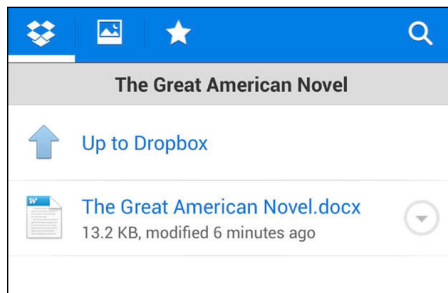 The Great American Novel
Up to Dropbox
W
The Great American Novel.docx
13.2 KB, modified 6 minutes ago